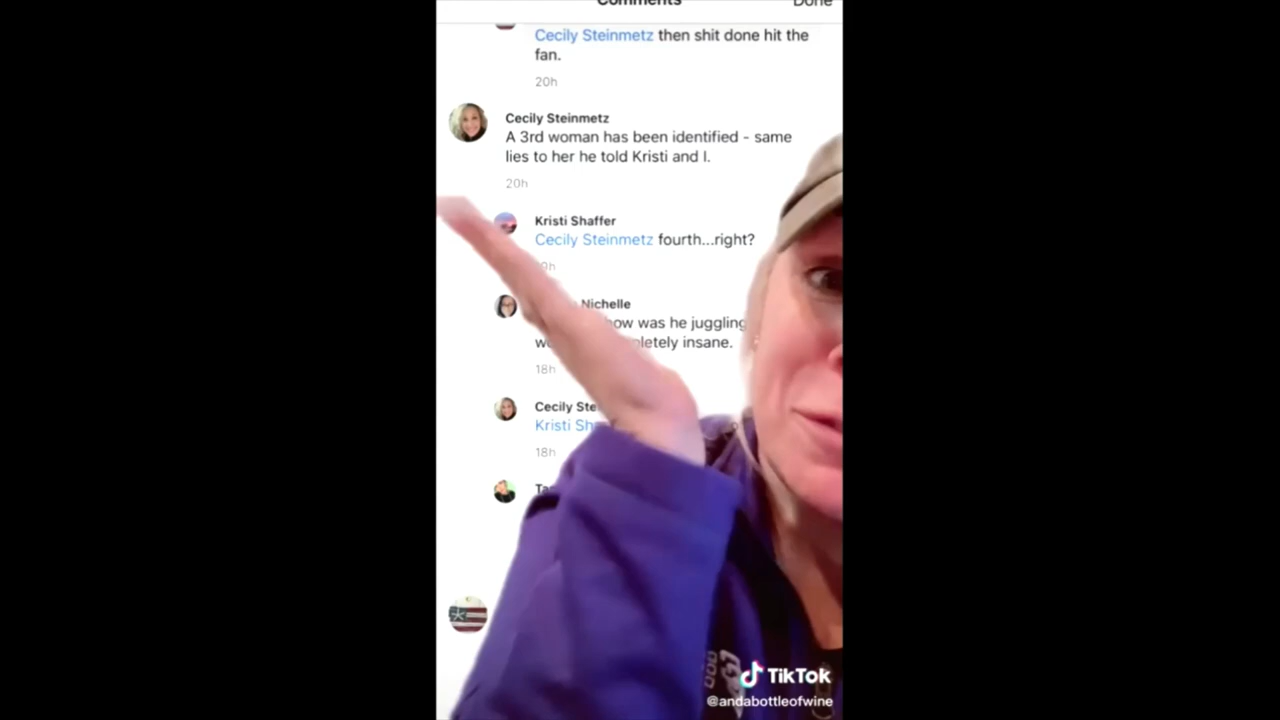 Comments
Done
Cecily Steinmetz then shit done hit the
fan.
20h
Cecily Steinmetz
A 3rd woman has been identified - same
lies to her he told Kristi and I.
20h
Kristi Shaffer
Cecily Steinmetz fourth...right?
Nichelle
how was he juggling
insane.
18h
Cecily
Kristi
18h
TikTok
@andabottleofwine